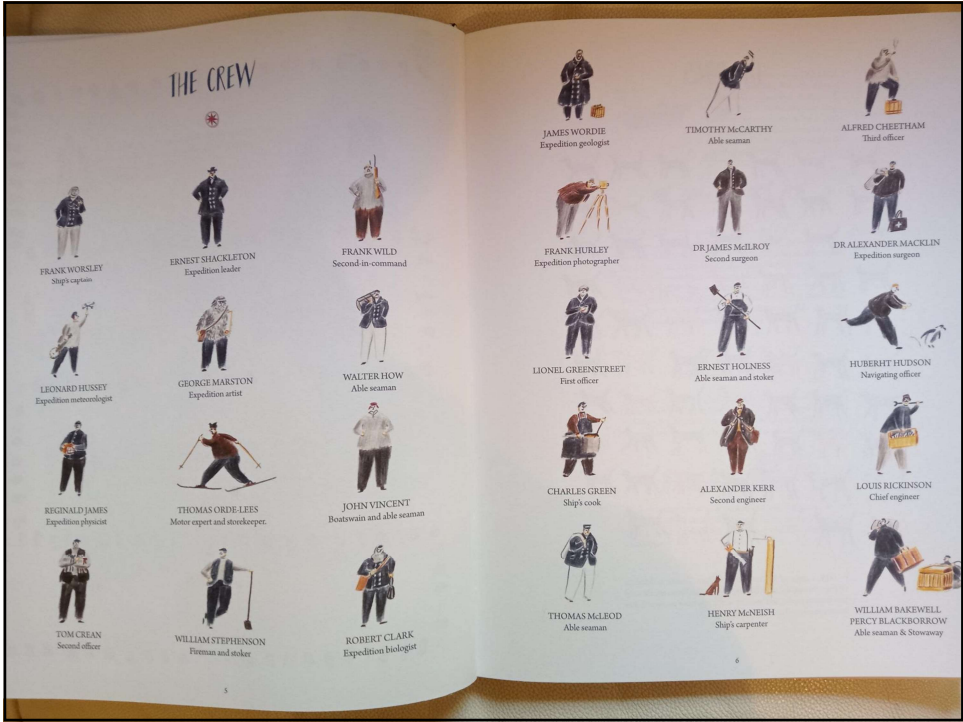 THE CREW
FRANK WORSLEY
Ship's captain
ERNEST SHACKLETON
Expedition leader
FRANK WILD
Second-in-command
LEONARD HUSSEY
Expedition meteorologist
GEORGE MARSTON
Expedition artist
WALTER HOW
Able seaman
REGINALD JAMES
Expedition physicist
THOMAS ORDE-LEES
Motor expert and storekeeper.
JOHN VINCENT
Boatswain and able seaman
TOM CREAN
Second officer
WILLIAM STEPHENSON
Fireman and stoker
ROBERT CLARK
Expedition biologist
5
JAMES WORDIE
Expedition geologist
TIMOTHY McCARTHY
Able seaman
ALFRED CHEETHAM
Third officer
FRANK HURLEY
Expedition photographer
DR JAMES McILROY
Second surgeon
DR ALEXANDER MACKLIN
Expedition surgeon
LIONEL GREENSTREET
First officer
ERNEST HOLNESS
Able seaman and stoker
HUBERHT HUDSON
Navigating officer
CHARLES GREEN
Ship's cook
ALEXANDER KERR
Second engineer
LOUIS RICKINSON
Chief engineer
THOMAS McLEOD
Able seaman
HENRY McNEISH
Ship's carpenter
WILLIAM BAKEWELL
PERCY BLACKBORROW
Able seaman & Stowaway
6